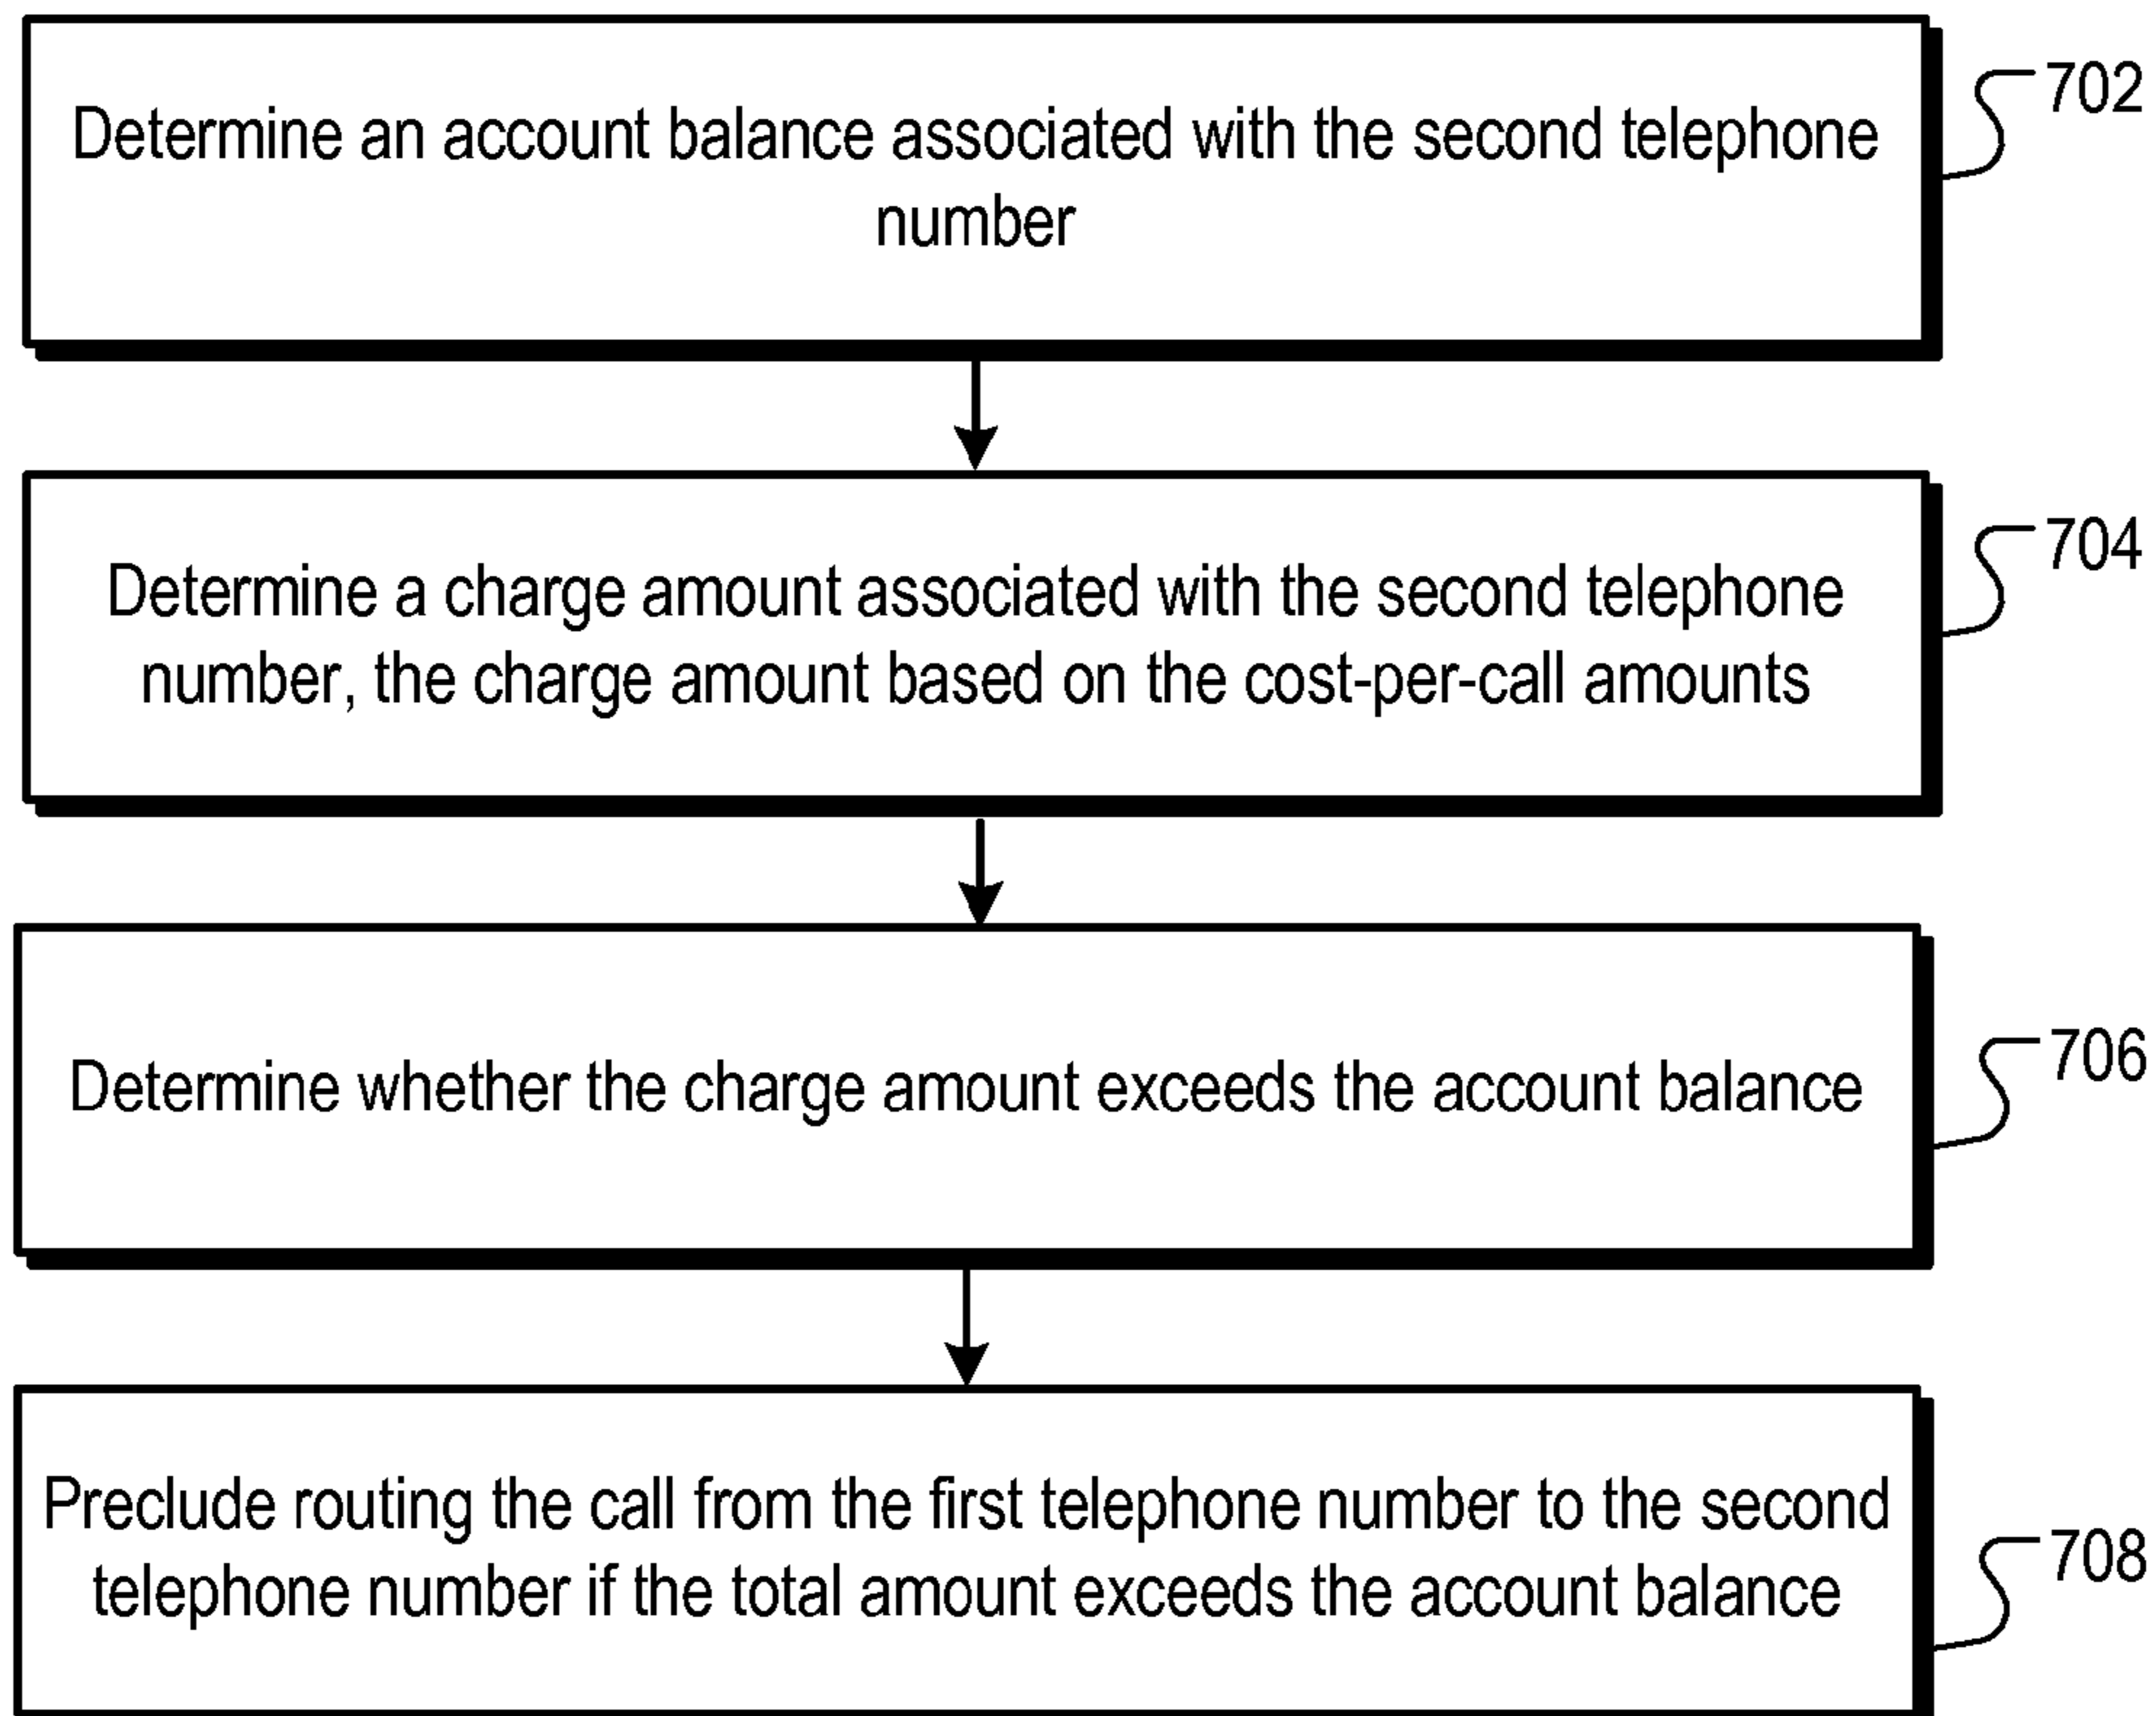 Determine an account balance associated with the second telephone
number
702
Determine a charge amount associated with the second telephone
number, the charge amount based on the cost-per-call amounts
704
Determine whether the charge amount exceeds the account balance
706
Preclude routing the call from the first telephone number to the second
telephone number if the total amount exceeds the account balance
708